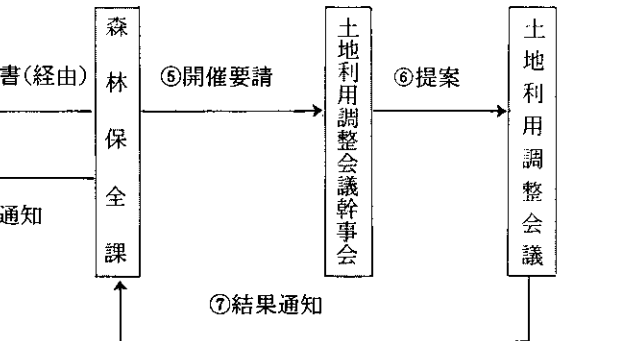 書(経由)
通知
森林保全課
⑤開催要請
土地利用調整会議幹事会
⑥提案
土地利用調整会議
⑦結果通知